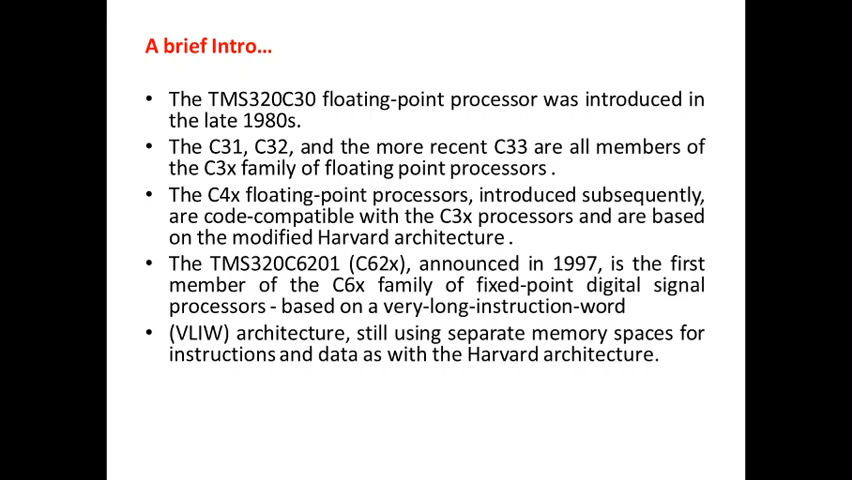 A brief Intro...
• The TMS320C30 floating-point processor was introduced in
the late 1980s.
• The C31, C32, and the more recent C33 are all members of
the C3x family of floating point processors .
• The C4x floating-point processors, introduced subsequently,
are code-compatible with the C3x processors and are based
on the modified Harvard architecture .
• The TMS320C6201 (C62x), announced in 1997, is the first
member of the C6x family of fixed-point digital signal
processors - based on a very-long-instruction-word
• (VLIW) architecture, still using separate memory spaces for
instructions and data as with the Harvard architecture.